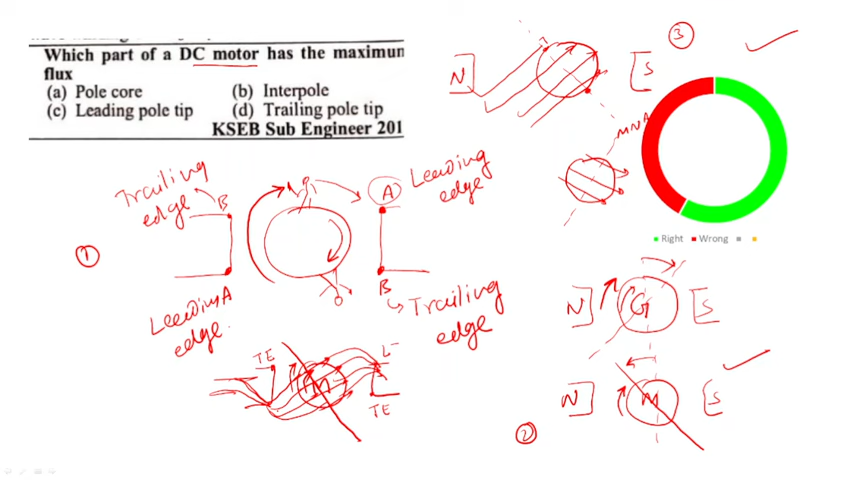 Which part of a DC motor has the maximum
flux
(a) Pole core (b) Interpole
(c) Leading pole tip (d) Trailing pole tip
KSEB Sub Engineer 201
N
S
3
MNA
Right Wrong
Trailing
edge
B
A
Leading
edge
1
Leading A
edge
B
Trailing
edge
TE
L
TE
N G S
N M S
2